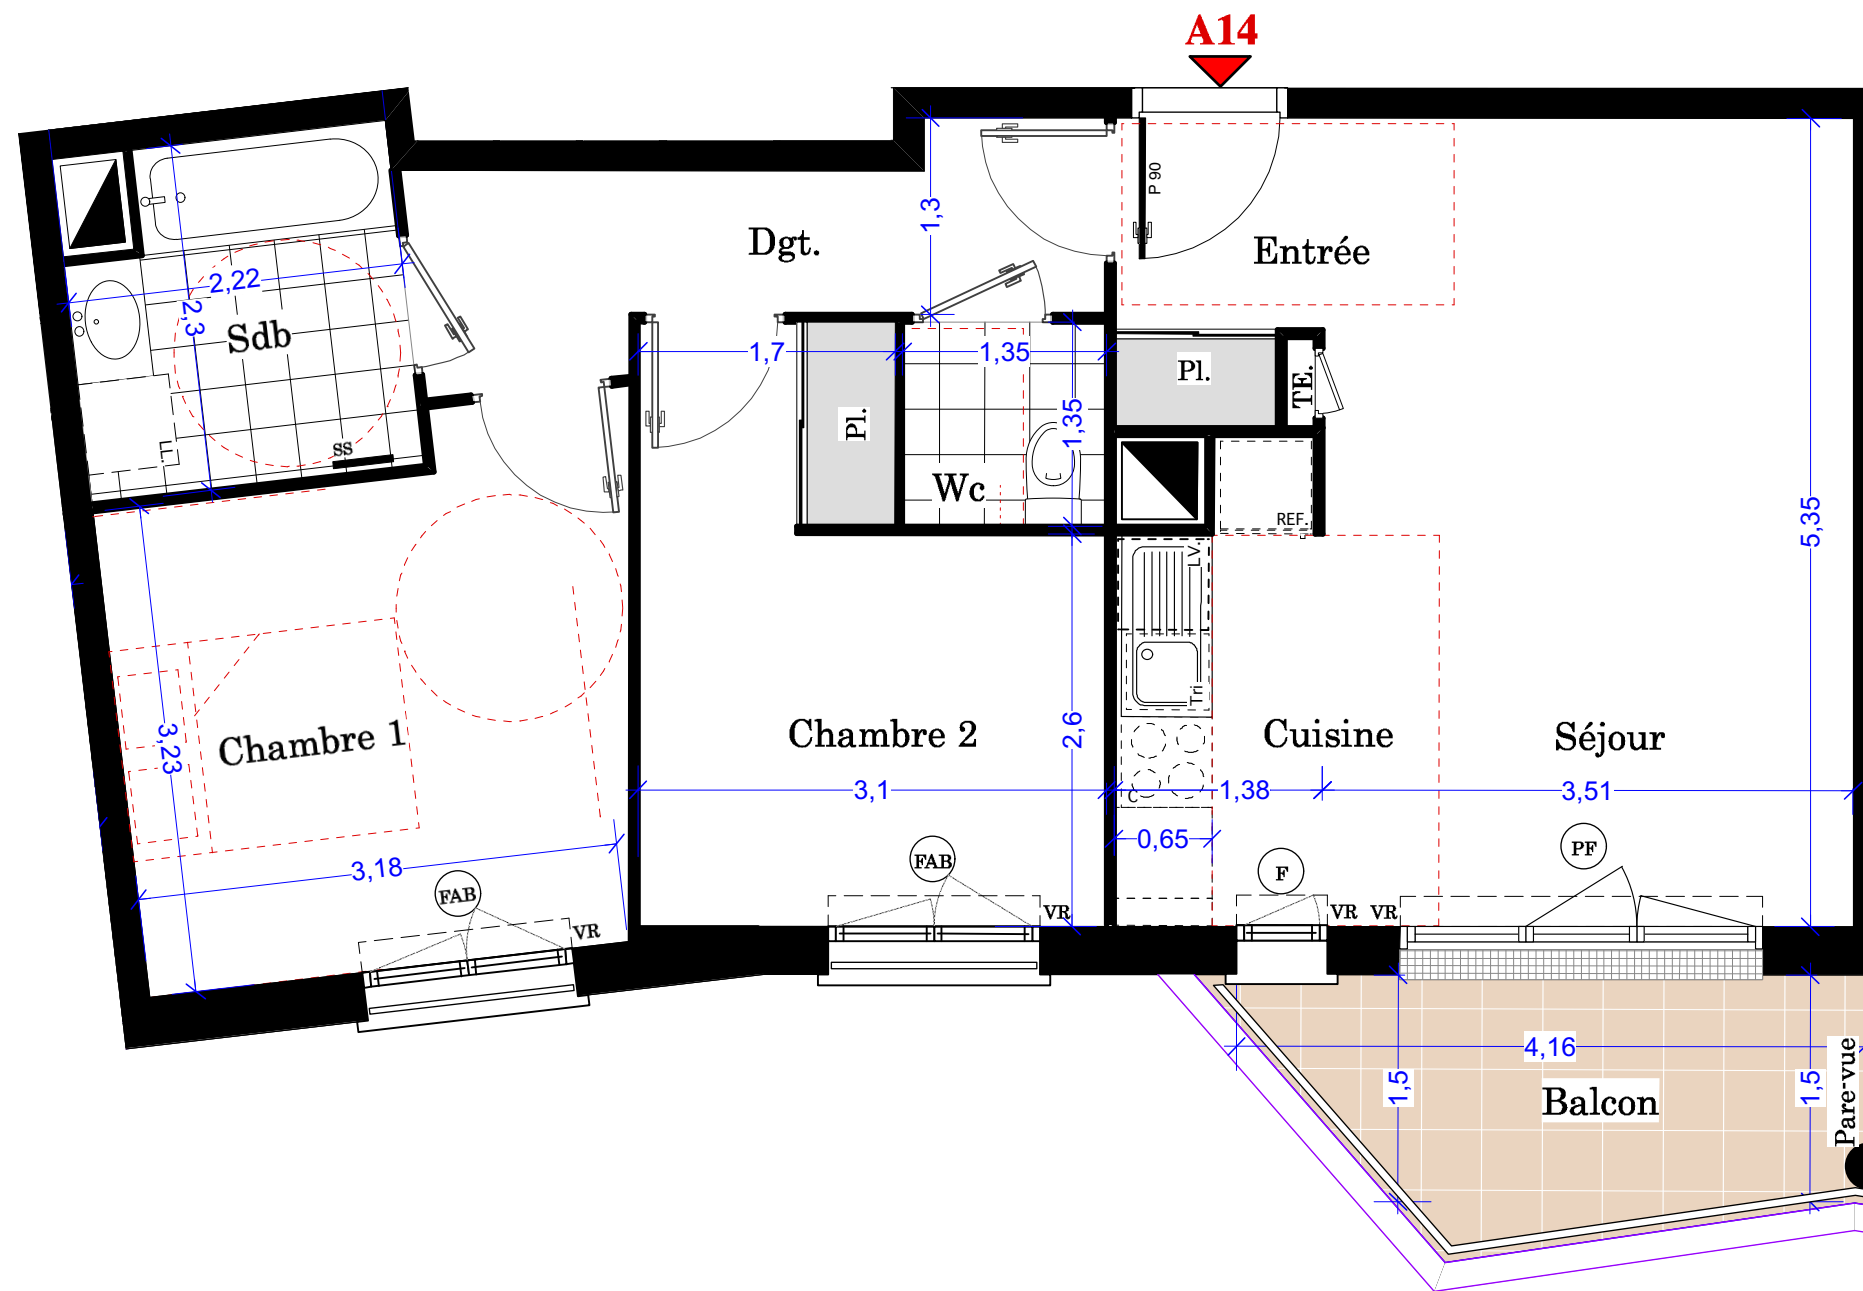 A14
P 90
1,3
Dgt.
Entrée
2,22
2,3
Sdb
1,7
1,35
Pl.
TE.
Pl.
1,35
LL.
SS
Wc
REF.
5,35
LV.
Tri
3,23
Chambre 1
Chambre 2
2,6
Cuisine
Séjour
3,1
C
1,38
3,51
0,65
3,18
FAB
FAB
F
PF
VR
VR
VR
VR
4,16
1,5
1,5
Balcon
Pare-vue